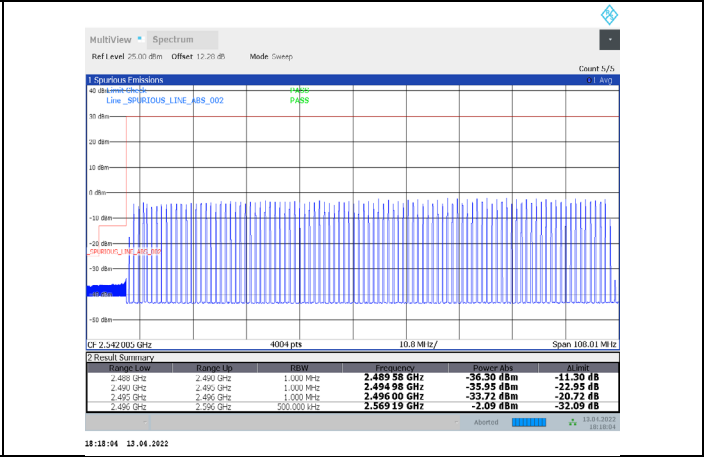 MultiView Spectrum
Ref Level 25.00 dBm Offset 12.28 dB Mode Sweep
Count 5/5
1 Spurious Emissions 1 Avg
40 dBm Limit Check PASS
Line _SPURIOUS_LINE_ABS_002 PASS
30 dBm
20 dBm
10 dBm
0 dBm
-10 dBm
-20 dBm
_SPURIOUS_LINE_ABS_002
-30 dBm
-40 dBm
-50 dBm
CF 2.542005 GHz 4004 pts 10.8 MHz/ Span 108.01 MHz
2 Result Summary
Range Low Range Up RBW Frequency Power Abs ΔLimit
2.488 GHz 2.490 GHz 1.000 MHz 2.489 58 GHz -36.30 dBm -11.30 dB
2.490 GHz 2.495 GHz 1.000 MHz 2.494 98 GHz -35.95 dBm -22.95 dB
2.495 GHz 2.496 GHz 1.000 MHz 2.496 00 GHz -33.72 dBm -20.72 dB
2.496 GHz 2.596 GHz 500.000 kHz 2.569 19 GHz -2.09 dBm -32.09 dB
Aborted 13.04.2022
18:18:04
18:18:04 13.04.2022